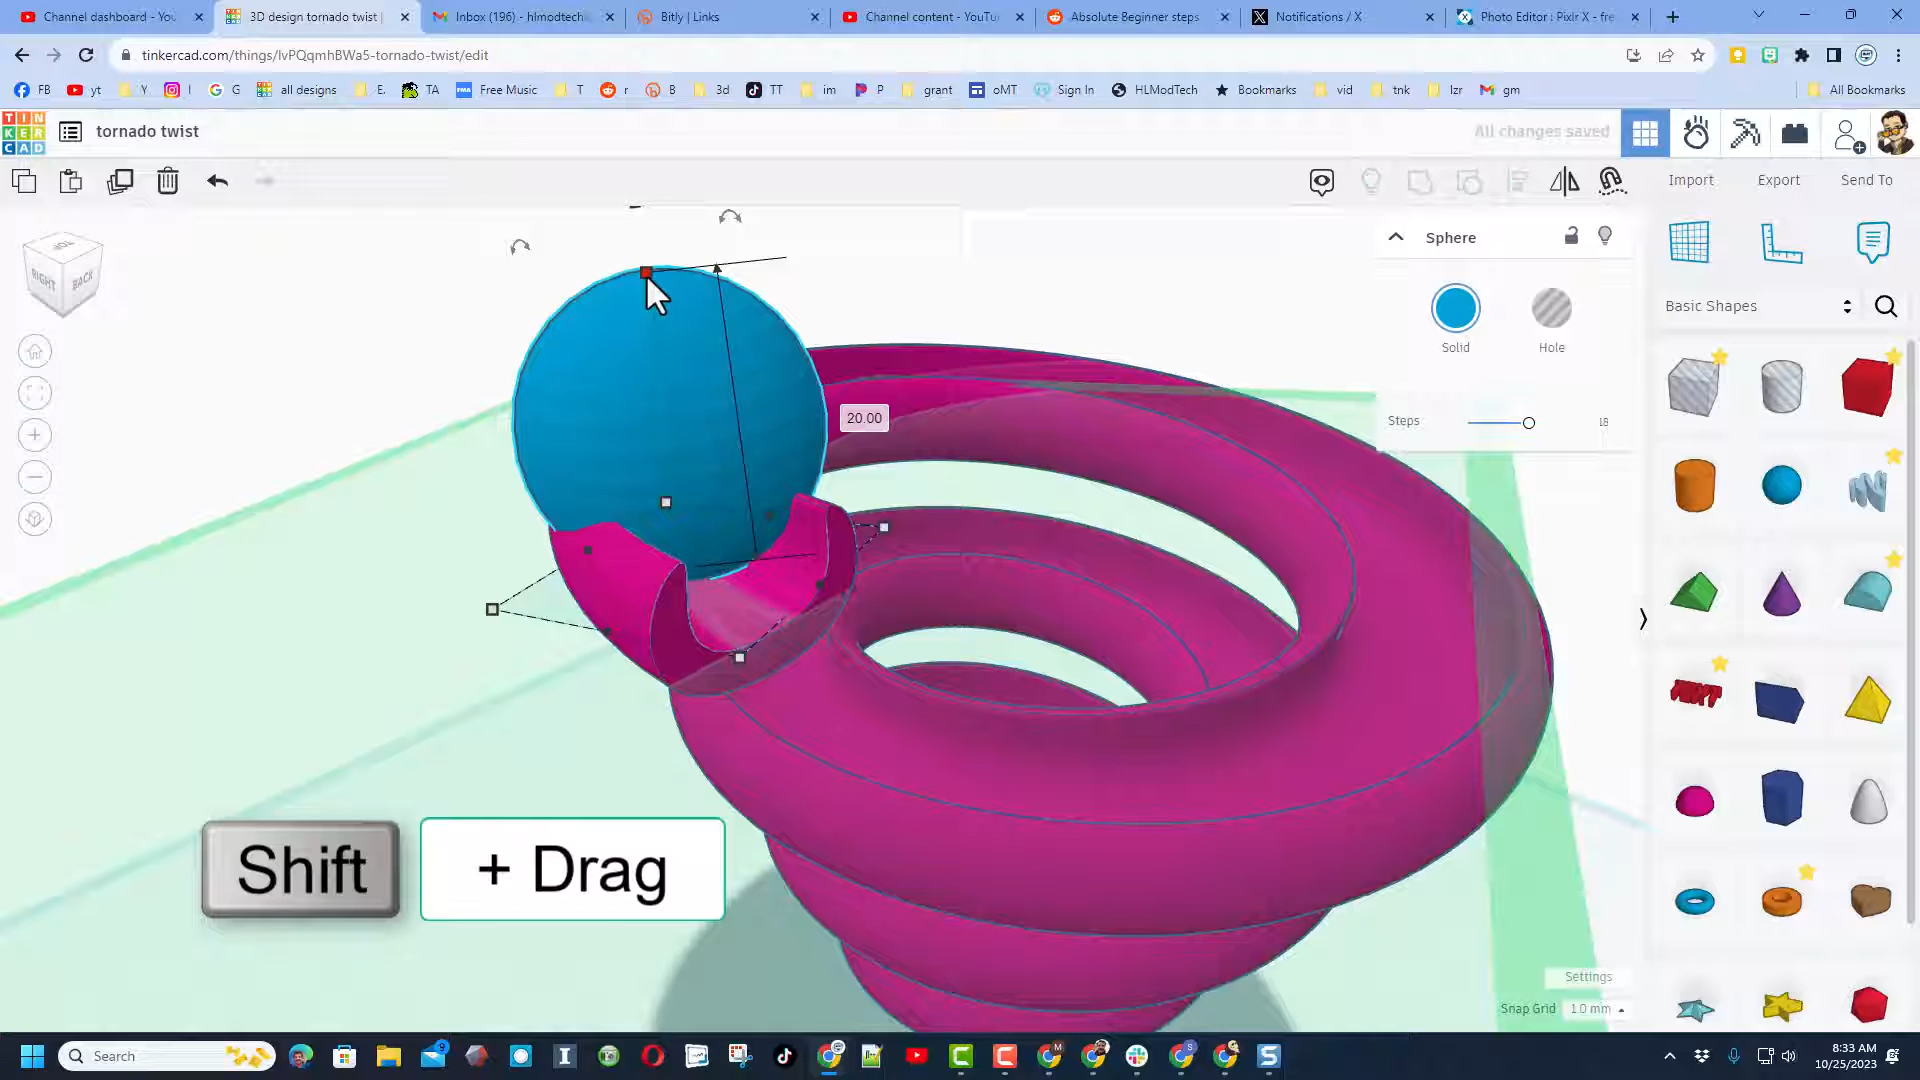 Channel dashboard - You
3D design tornado twist |
Inbox (196) - hlmodtech@
Bitly | Links
Channel content - YouTu
Absolute Beginner steps
Notifications / X
Photo Editor : Pixlr X - fre
tinkercad.com/things/lvPQqmhBWa5-tornado-twist/edit
FB
yt
Y
I
G
all designs
E.
TA
Free Music
T
r
B
3d
TT
im
P
grant
oMT
Sign In
HLModTech
Bookmarks
vid
tnk
lzr
gm
All Bookmarks
TIN
KER
CAD
tornado twist
All changes saved
Import
Export
Send To
TOP
RIGHT
BACK
Sphere
Solid
Hole
Steps
18
Basic Shapes
20.00
Shift
+ Drag
Settings
Snap Grid
1.0 mm
Search
8:33 AM
10/25/2023